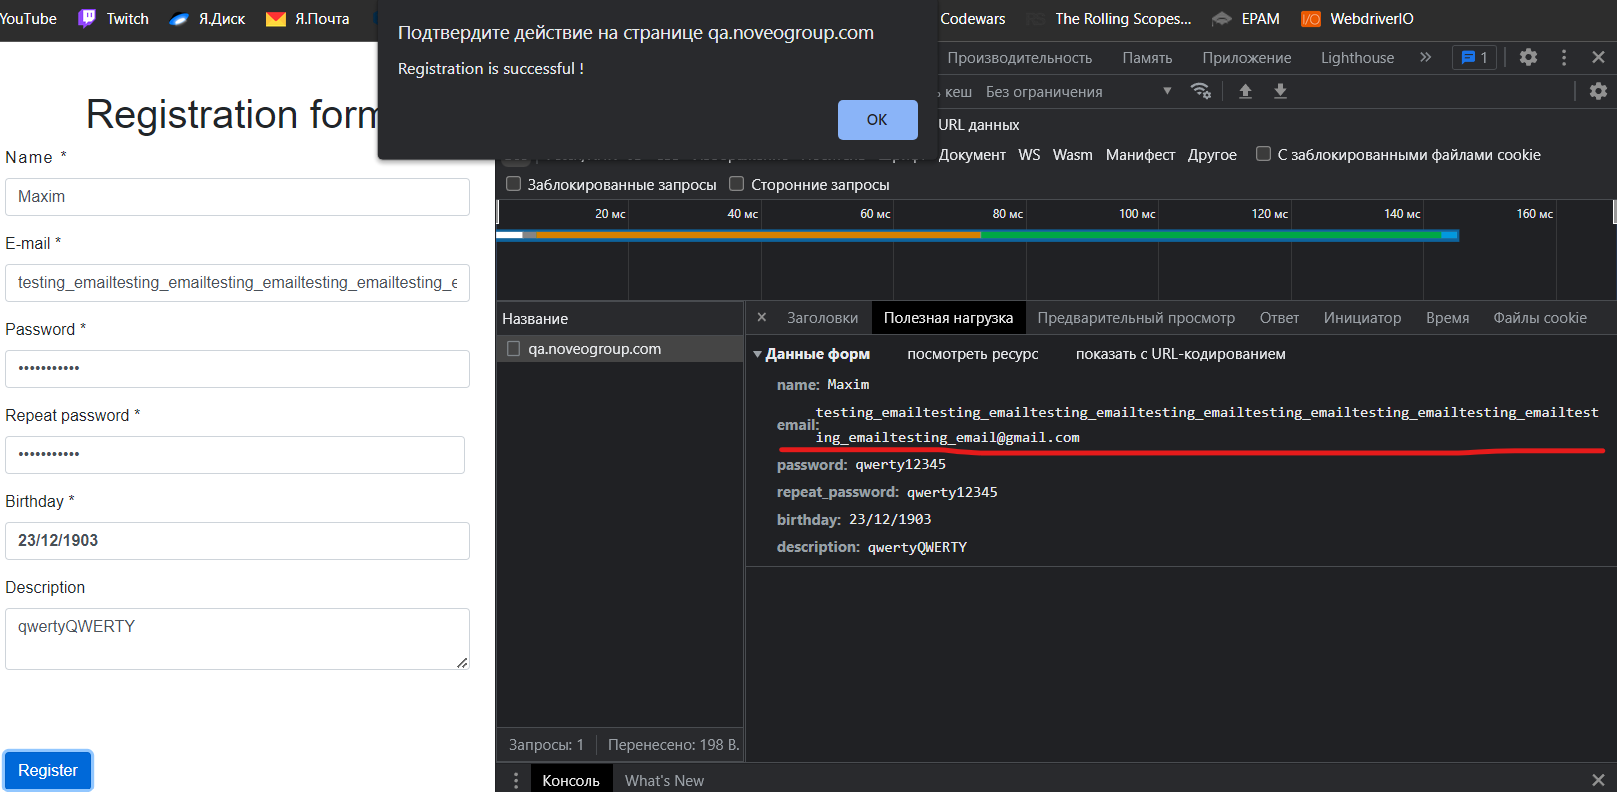 YouTube Twitch Я.Диск Я.Почта
Подтвердите действие на странице qa.noveogroup.com
Registration is successful !
OK
Codewars The Rolling Scopes... EPAM I/O WebdriverIO
Производительность Память Приложение Lighthouse 1
кеш Без ограничения
URL данных
Документ WS Wasm Манифест Другое С заблокированными файлами cookie
Заблокированные запросы Сторонние запросы
20 мс 40 мс 60 мс 80 мс 100 мс 120 мс 140 мс 160 мс
Registration form
Name *
Maxim
E-mail *
testing_emailtesting_emailtesting_emailtesting_emailtesting_e
Password *
•••••••••••
Repeat password *
•••••••••••
Birthday *
23/12/1903
Description
qwertyQWERTY
Register
Название
qa.noveogroup.com
Запросы: 1 Перенесено: 198 B.
× Заголовки Полезная нагрузка Предварительный просмотр Ответ Инициатор Время Файлы cookie
Данные форм посмотреть ресурс показать с URL-кодированием
name: Maxim
email: testing_emailtesting_emailtesting_emailtesting_emailtesting_emailtesting_emailtesting_emailtest
ing_emailtesting_email@gmail.com
password: qwerty12345
repeat_password: qwerty12345
birthday: 23/12/1903
description: qwertyQWERTY
Консоль What's New